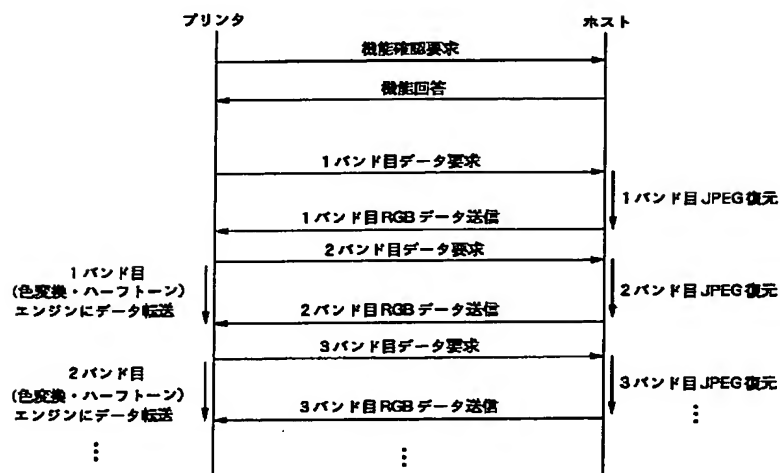 プリンタ
ホスト
機能確認要求
機能回答
1バンド目データ要求
1バンド目JPEG復元
1バンド目RGBデータ送信
2バンド目データ要求
1バンド目
(色変換・ハーフトーン)
エンジンにデータ転送
2バンド目JPEG復元
2バンド目RGBデータ送信
3バンド目データ要求
2バンド目
(色変換・ハーフトーン)
エンジンにデータ転送
3バンド目JPEG復元
3バンド目RGBデータ送信